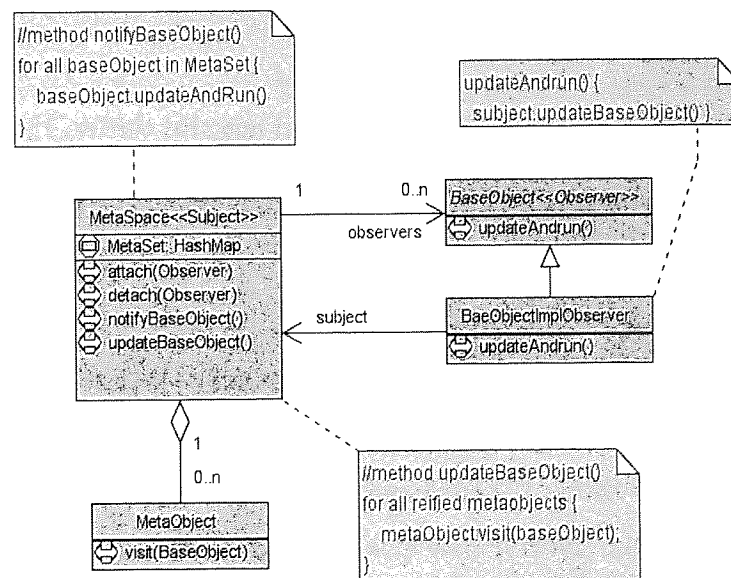 //method notifyBaseObject()
for all baseObject in MetaSet {
baseObject.updateAndRun()
}
updateAndrun() {
subject.updateBaseObject() }
MetaSpace<<Subject>>
MetaSet: HashMap
attach(Observer)
detach(Observer)
notifyBaseObject()
updateBaseObject()
1
0..n
observers
BaseObject<<Observer>>
updateAndrun()
subject
BaeObjectImplObserver
updateAndrun()
1
0..n
MetaObject
visit(BaseObject)
//method updateBaseObject()
for all reified metaobjects {
metaObject.visit(baseObject);
}